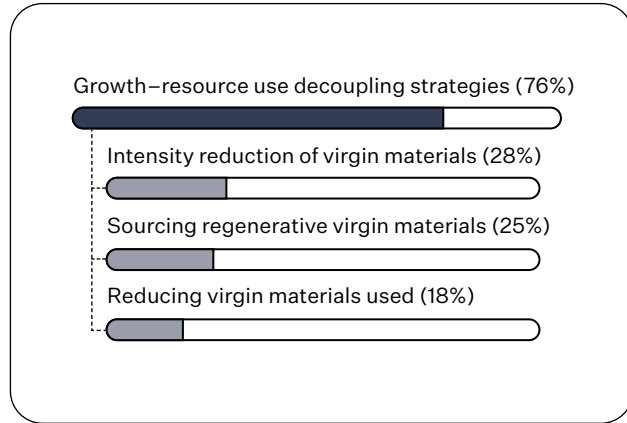 Growth–resource use decoupling strategies (76%)
Intensity reduction of virgin materials (28%)
Sourcing regenerative virgin materials (25%)
Reducing virgin materials used (18%)